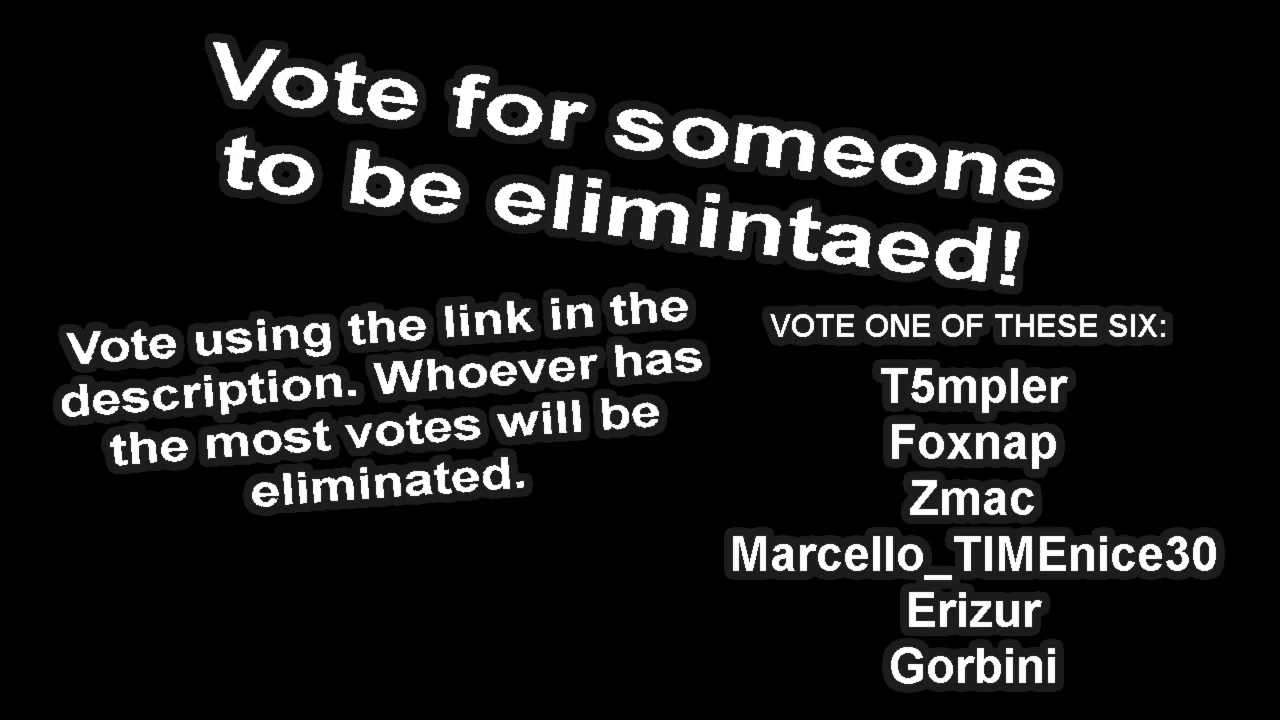 Vote for someone
to be elimintaed!
Vote using the link in the
description. Whoever has
the most votes will be
eliminated.
VOTE ONE OF THESE SIX:
T5mpler
Foxnap
Zmac
Marcello_TIMEnice30
Erizur
Gorbini